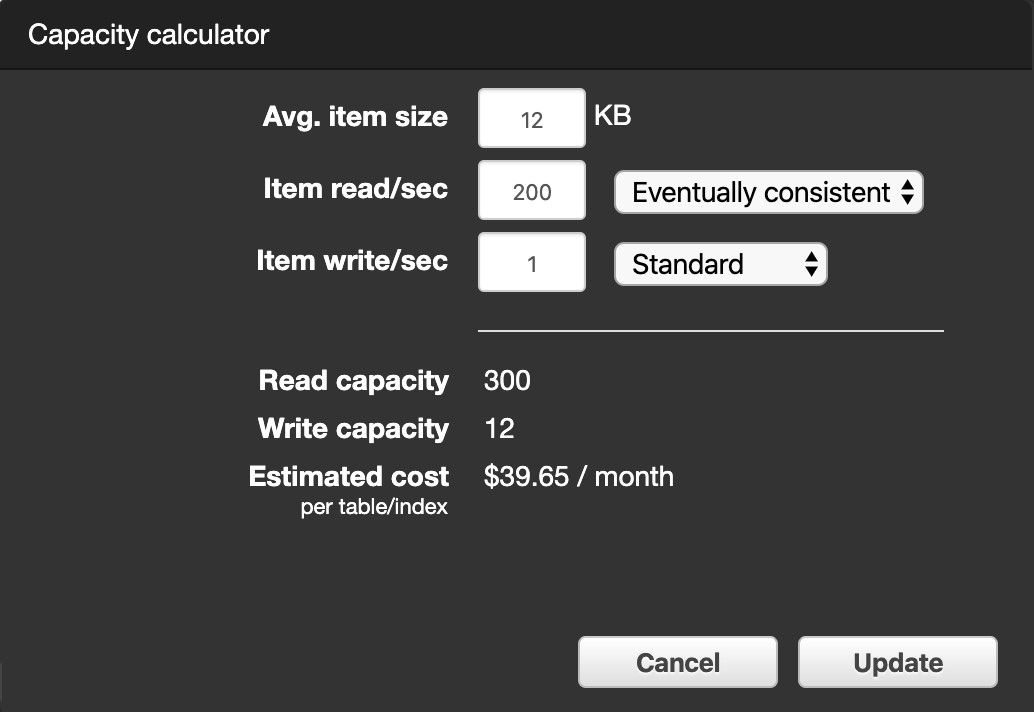 Capacity calculator
Avg. item size 12 KB
Item read/sec 200 Eventually consistent
Item write/sec 1 Standard
Read capacity 300
Write capacity 12
Estimated cost $39.65 / month
per table/index
Cancel Update